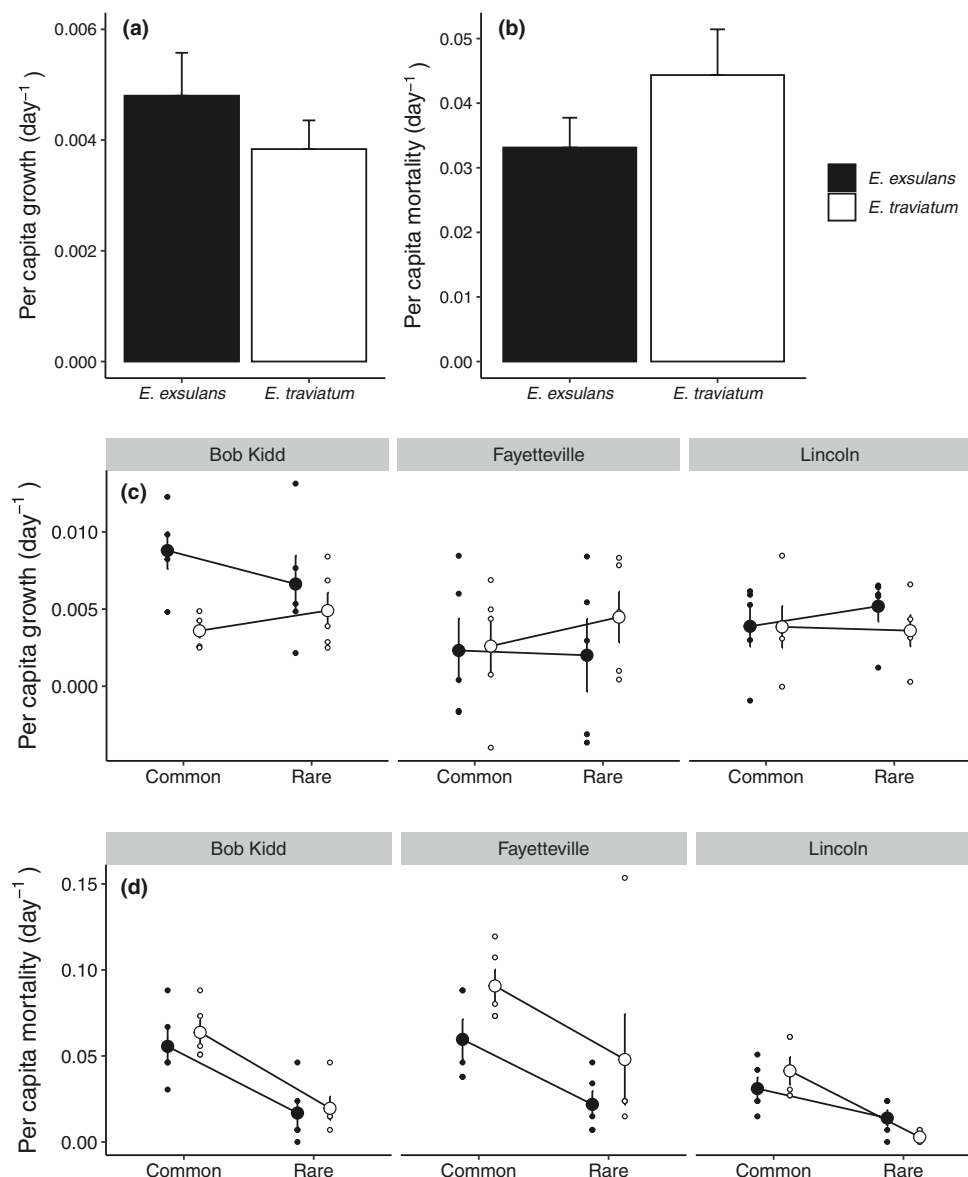 (a)
Per capita growth (day⁻¹)
0.006
0.004
0.002
0.000
E. exsulans E. traviatum
(b)
Per capita mortality (day⁻¹)
0.05
0.04
0.03
0.02
0.01
0.00
E. exsulans E. traviatum
E. exsulans
E. traviatum
Bob Kidd Fayetteville Lincoln
(c)
Per capita growth (day⁻¹)
0.010
0.005
0.000
Common Rare Common Rare Common Rare
Bob Kidd Fayetteville Lincoln
(d)
Per capita mortality (day⁻¹)
0.15
0.10
0.05
0.00
Common Rare Common Rare Common Rare